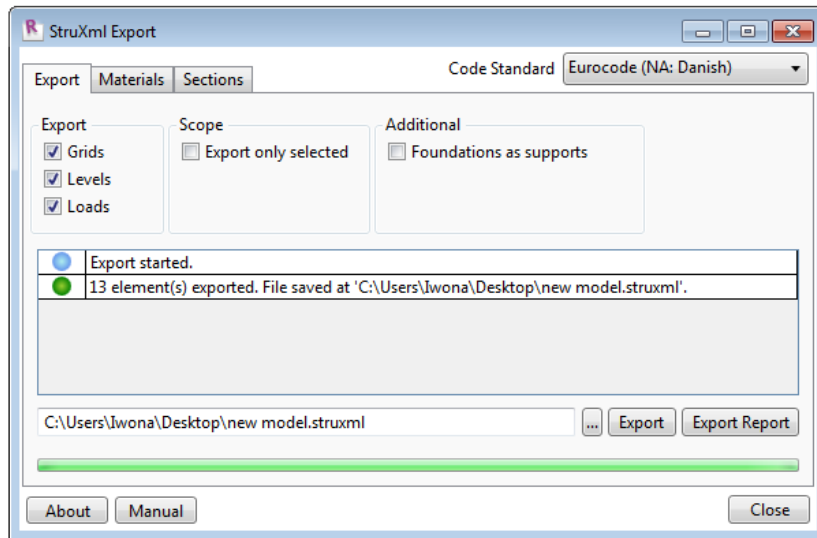 StruXml Export
Code Standard Eurocode (NA: Danish)
Export Materials Sections
Export Scope Additional
Grids Export only selected Foundations as supports
Levels
Loads
Export started.
13 element(s) exported. File saved at 'C:\Users\Iwona\Desktop\new model.struxml'.
C:\Users\Iwona\Desktop\new model.struxml ... Export Export Report
About Manual Close